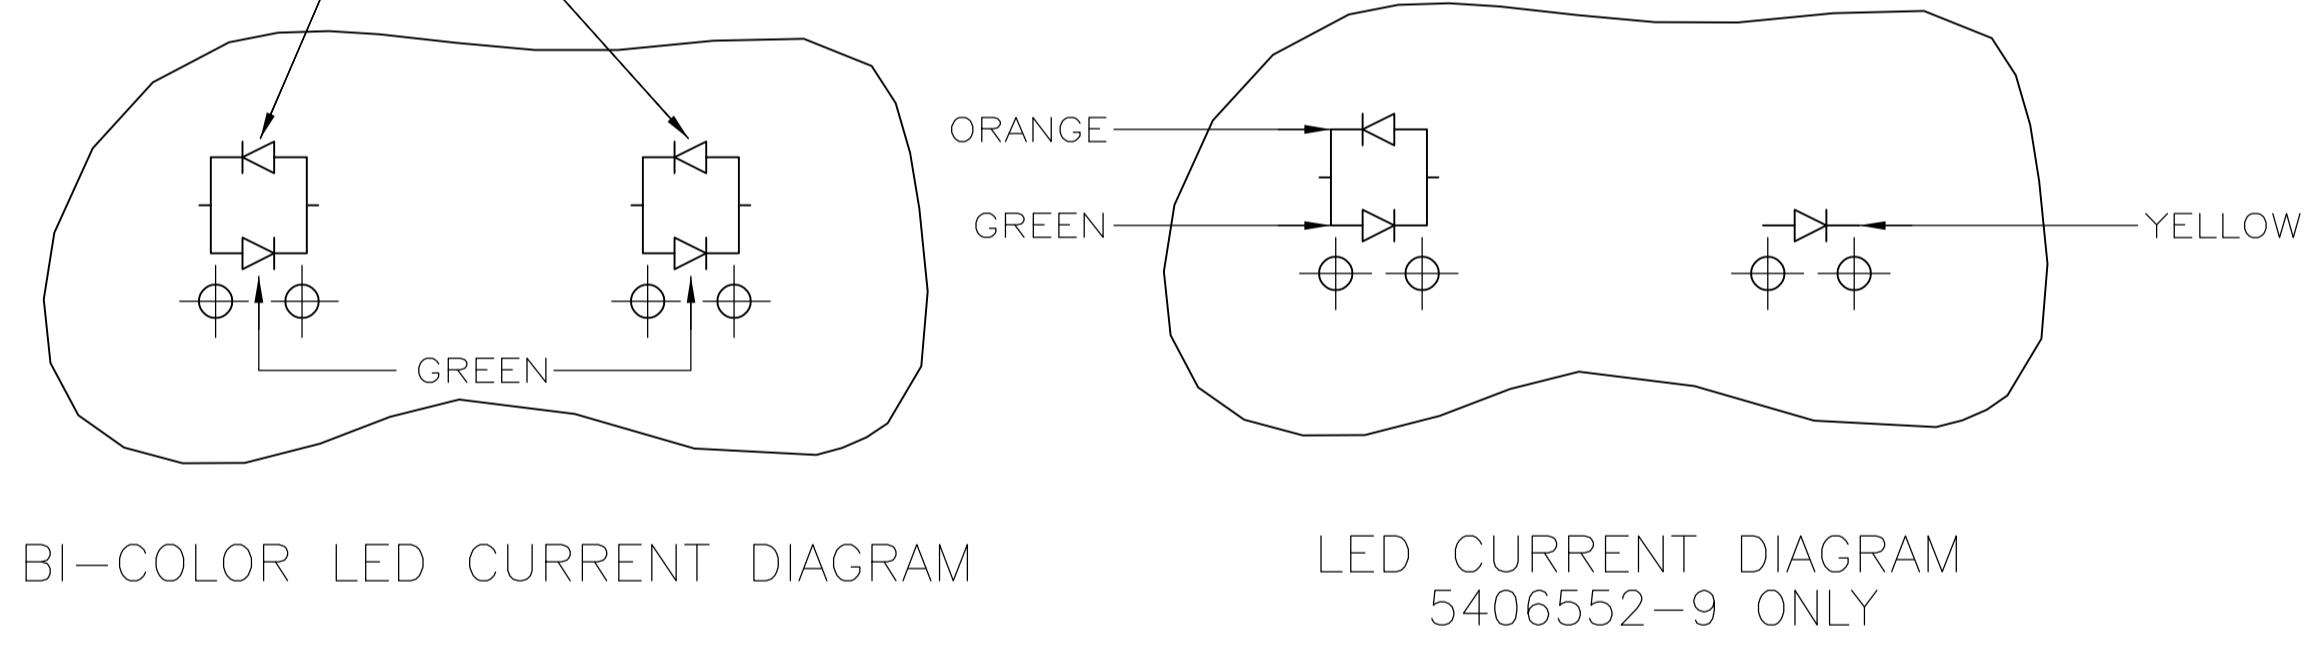 ORANGE
GREEN
YELLOW
GREEN
BI-COLOR LED CURRENT DIAGRAM
LED CURRENT DIAGRAM
5406552-9 ONLY